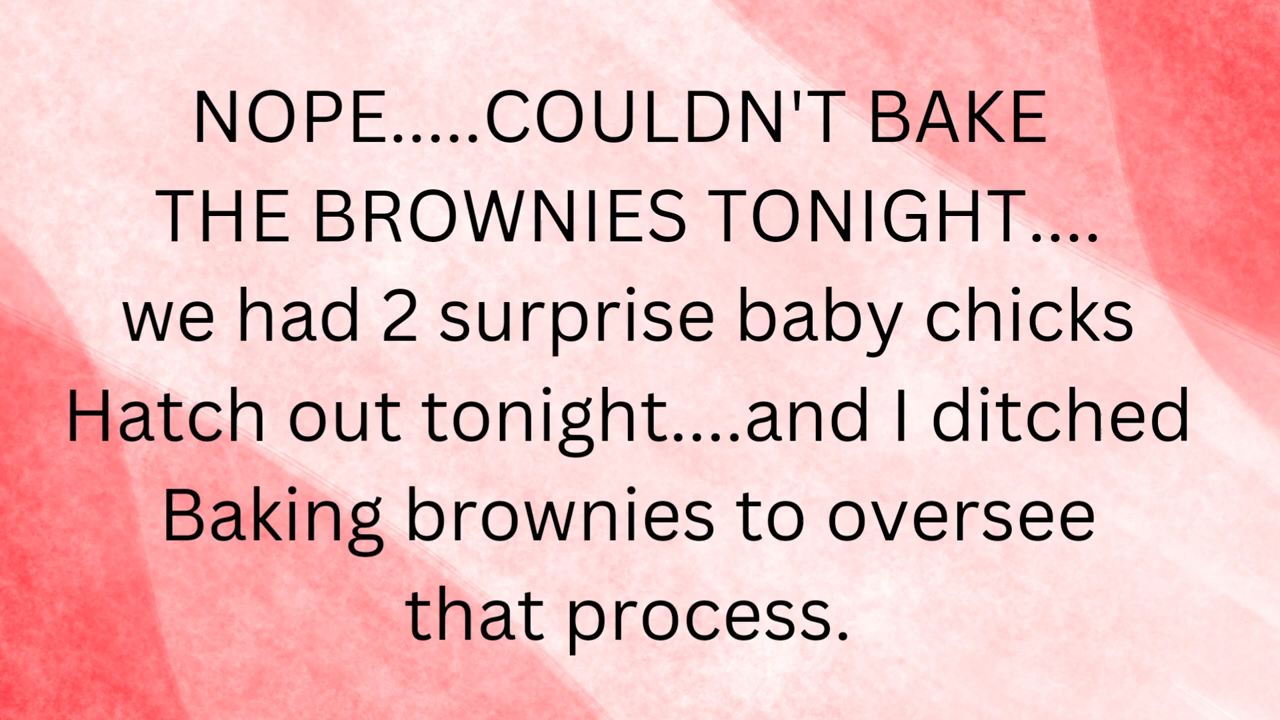 NOPE.....COULDN'T BAKE
THE BROWNIES TONIGHT....
we had 2 surprise baby chicks
Hatch out tonight....and I ditched
Baking brownies to oversee
that process.